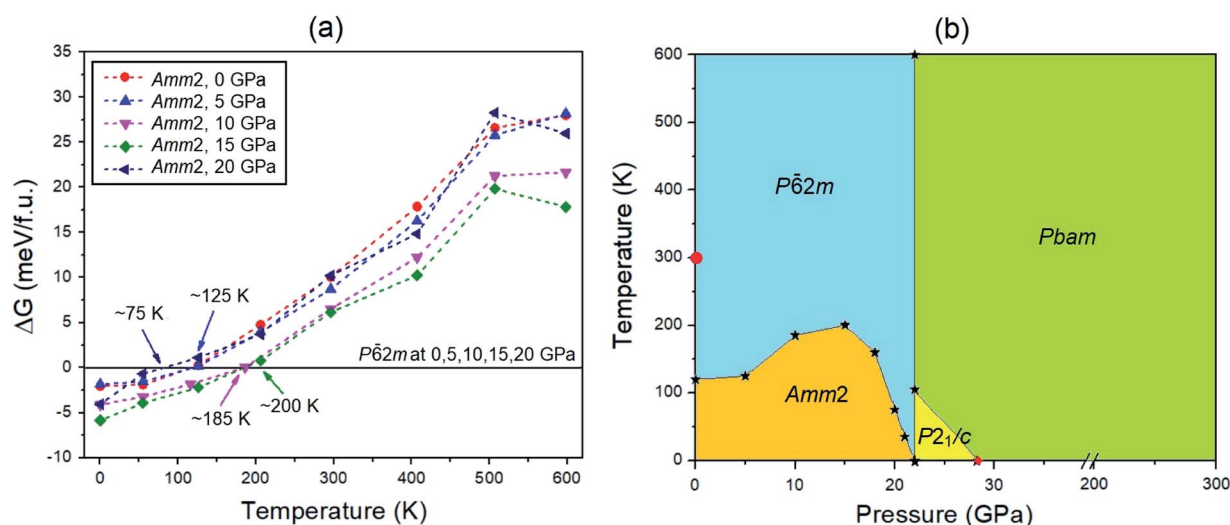 (a)
35
30
25
20
15
10
5
0
-5
-10
ΔG (meV/f.u.)
Amm2, 0 GPa
Amm2, 5 GPa
Amm2, 10 GPa
Amm2, 15 GPa
Amm2, 20 GPa
~75 K
~125 K
~185 K
~200 K
P6̄2m at 0,5,10,15,20 GPa
0 100 200 300 400 500 600
Temperature (K)
(b)
600
500
400
300
200
100
0
Temperature (K)
P6̄2m
Pbam
Amm2
P2₁/c
0 10 20 30 200 300
Pressure (GPa)